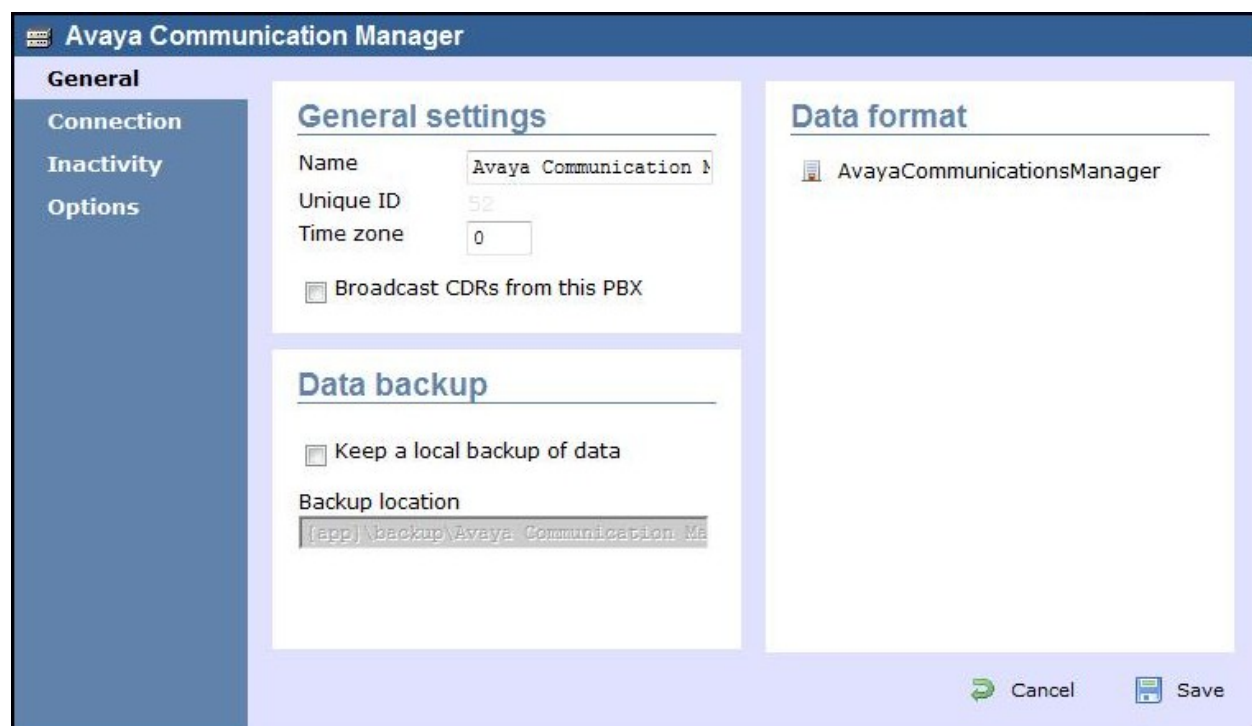 Avaya Communication Manager
General
Connection
Inactivity
Options
General settings
Name
Avaya Communication M
Unique ID
52
Time zone
0
Broadcast CDRs from this PBX
Data backup
Keep a local backup of data
Backup location
{app}\backup\Avaya Communication Ma
Data format
AvayaCommunicationsManager
Cancel
Save